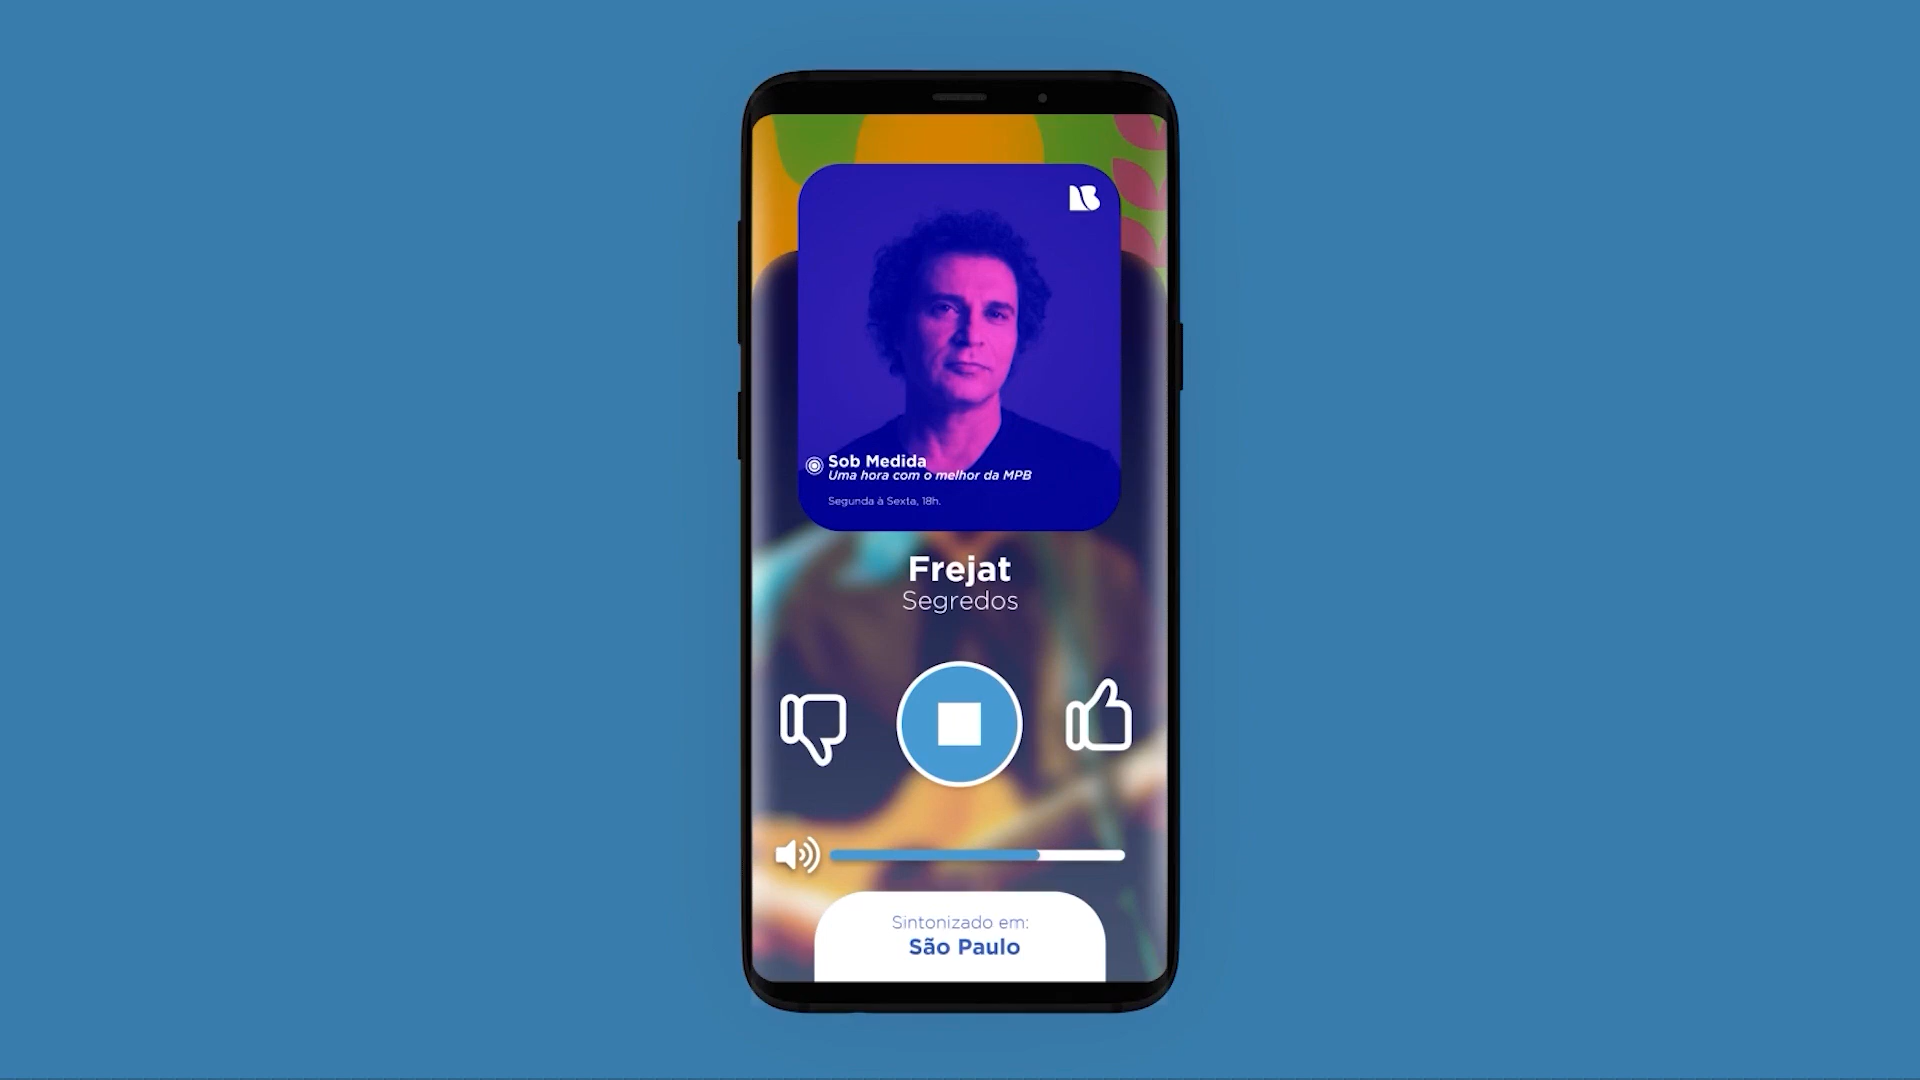 Sob Medida
Uma hora com o melhor da MPB
Segunda à Sexta, 18h.
Frejat
Segredos
Sintonizado em:
São Paulo